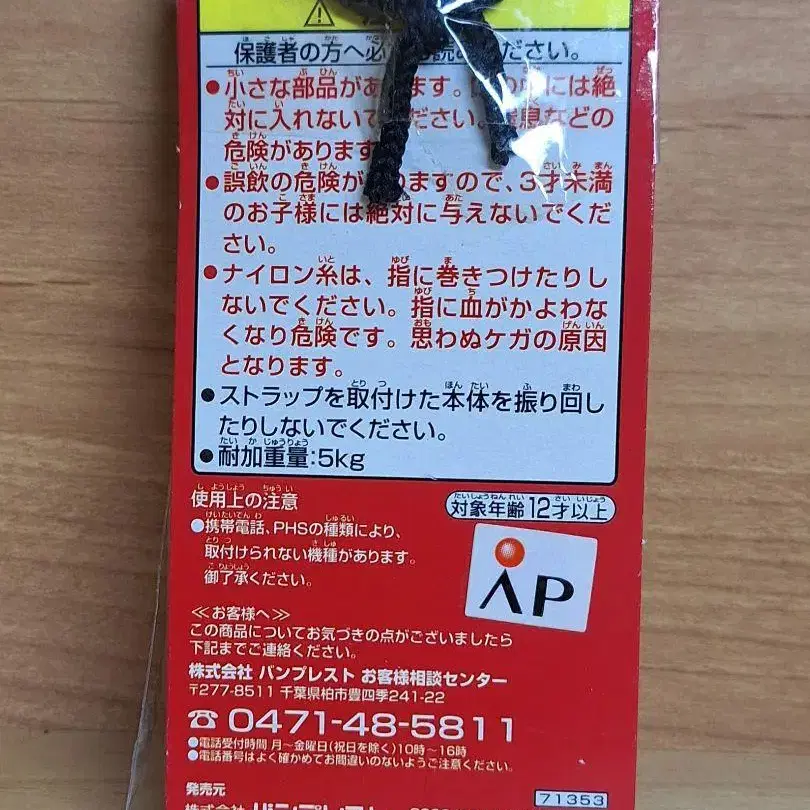 保護者の方へ必 読 ださい。
●小さな部品があ ます。 の中には絶
対に入れないで ださい。 息などの
危険があります
●誤飲の危険が のますので、3才未満
のお子様には絶対に与えないでくだ
さい。
●ナイロン糸は、指に巻きつけたりし
ないでください。指に血がかよわな
くなり危険です。思わぬケガの原因
となります。
●ストラップを取付けた本体を振り回し
たりしないでください。
●耐加重量:5kg
使用上の注意
対象年齢12才以上
●携帯電話、PHSの種類により、
取付けられない機種があります。
御了承ください。
AP
≪お客様へ≫
この商品についてお気づきの点がございましたら
下記までご連絡ください。
株式会社 バンプレスト お客様相談センター
〒277-8511 千葉県柏市豊四季241-22
☎ 0471-48-5811
●電話受付時間 月〜金曜日(祝日を除く)10時〜16時
●電話番号はよく確かめてお間違いのないようご注意ください。
発売元
71353
株式会社 バンプレスト